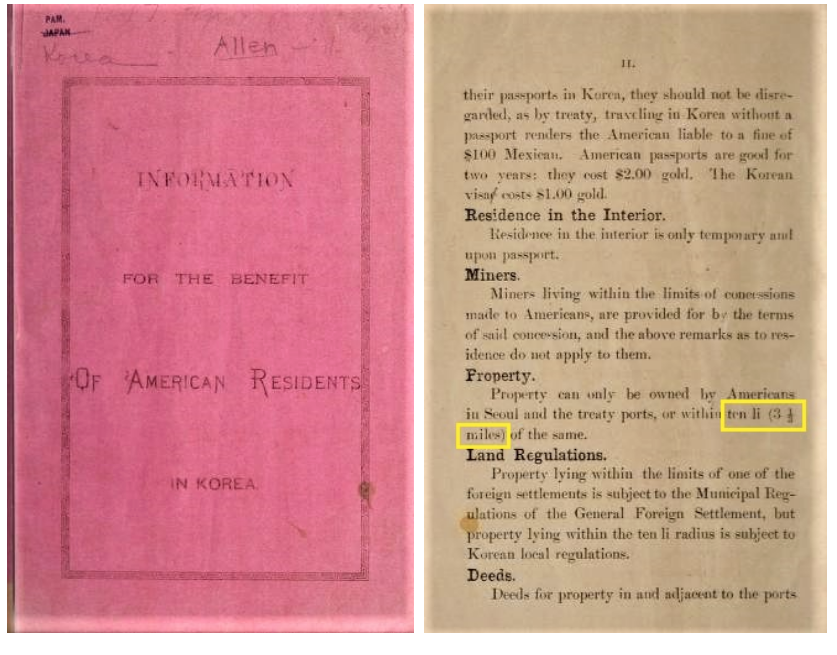 PAM.
JAPAN
Korea
Allen
INFORMATION
FOR THE BENEFIT
OF AMERICAN RESIDENTS
IN KOREA.
11.
their passports in Korea, they should not be disre-
garded, as by treaty, traveling in Korea without a
passport renders the American liable to a fine of
$100 Mexican. American passports are good for
two years: they cost $2.00 gold. The Korean
visa costs $1.00 gold.
Residence in the Interior.
Residence in the interior is only temporary and
upon passport.
Miners.
Miners living within the limits of concessions
made to Americans, are provided for by the terms
of said concession, and the above remarks as to res-
idence do not apply to them.
Property.
Property can only be owned by Americans
in Seoul and the treaty ports, or within ten li (3 ⅓
miles) of the same.
Land Regulations.
Property lying within the limits of one of the
foreign settlements is subject to the Municipal Reg-
ulations of the General Foreign Settlement, but
property lying within the ten li radius is subject to
Korean local regulations.
Deeds.
Deeds for property in and adjacent to the ports